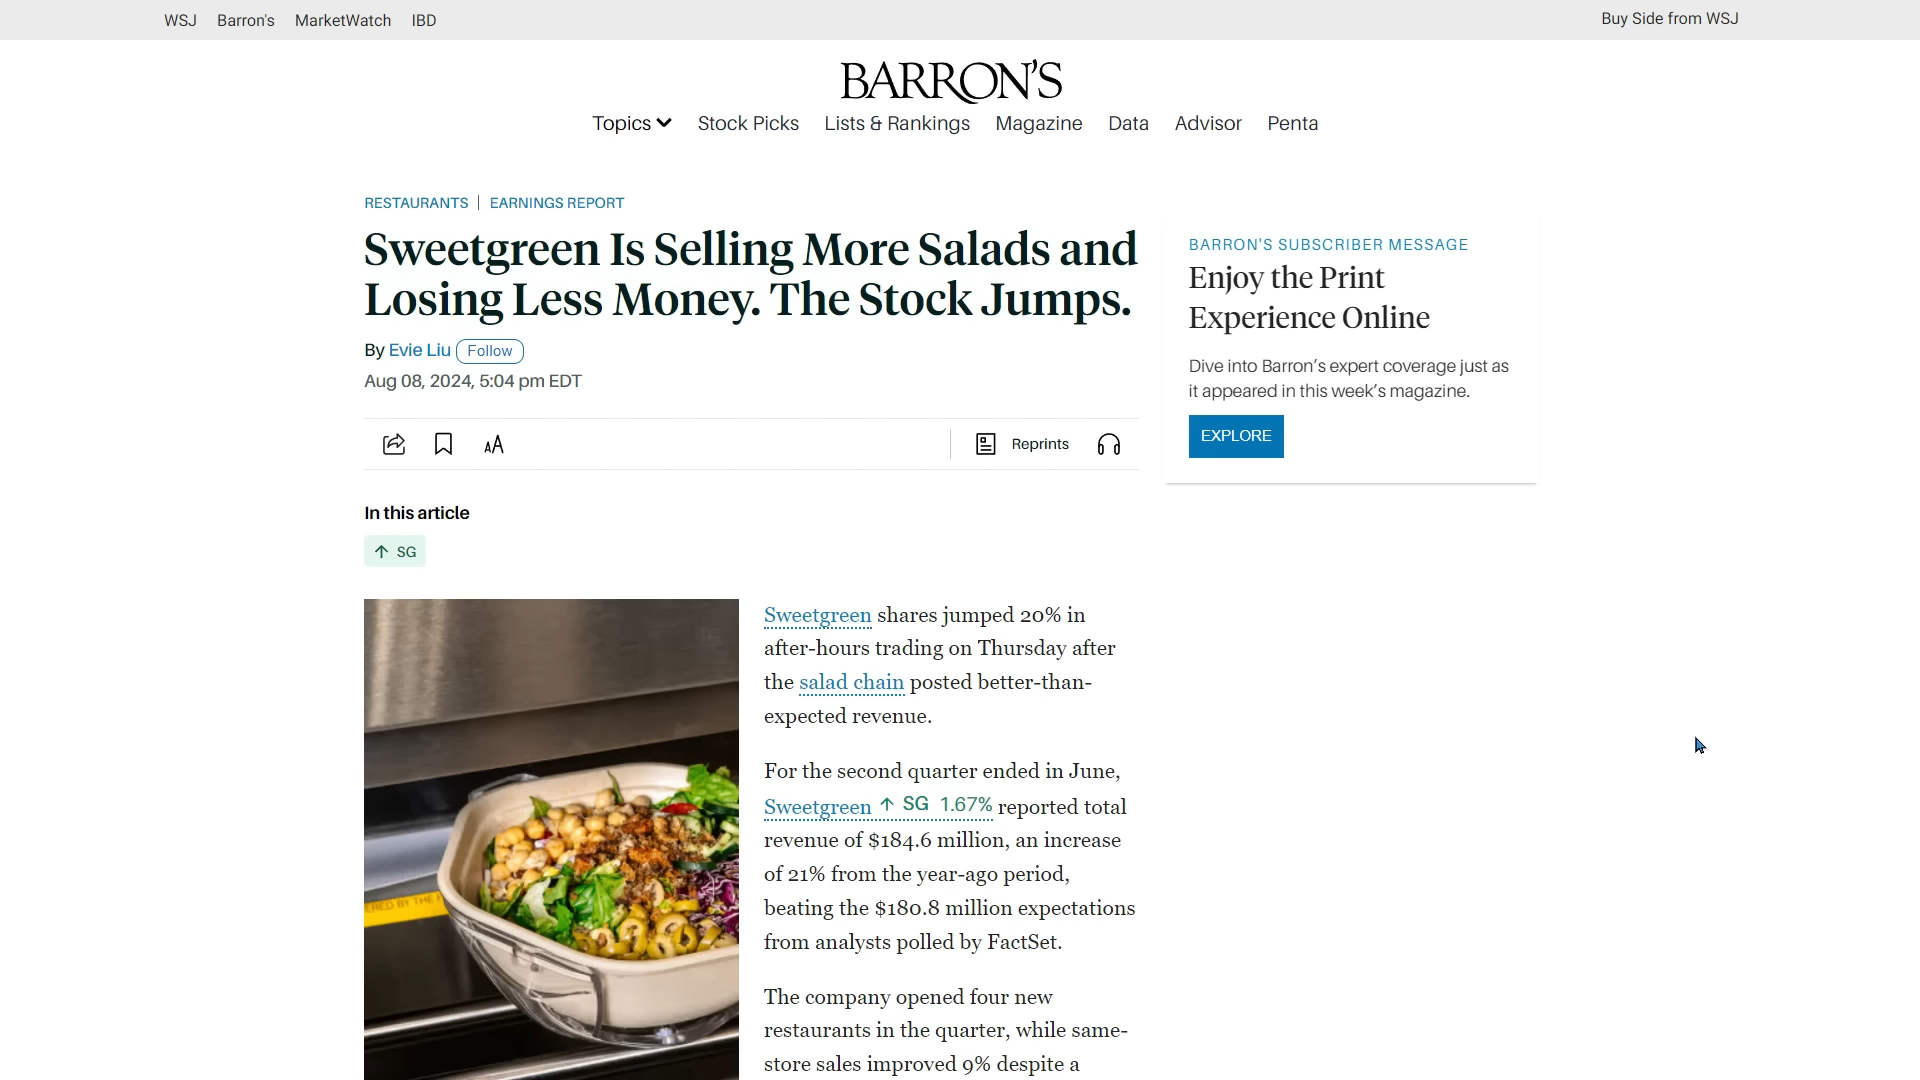 WSJ Barron's MarketWatch IBD Buy Side from WSJ
BARRON'S
Topics Stock Picks Lists & Rankings Magazine Data Advisor Penta
RESTAURANTS | EARNINGS REPORT
Sweetgreen Is Selling More Salads and
Losing Less Money. The Stock Jumps.
By Evie Liu Follow
Aug 08, 2024, 5:04 pm EDT
AA Reprints
BARRON'S SUBSCRIBER MESSAGE
Enjoy the Print
Experience Online
Dive into Barron's expert coverage just as
it appeared in this week's magazine.
EXPLORE
In this article
↑ SG
Sweetgreen shares jumped 20% in
after-hours trading on Thursday after
the salad chain posted better-than-
expected revenue.
For the second quarter ended in June,
Sweetgreen ↑ SG 1.67% reported total
revenue of $184.6 million, an increase
of 21% from the year-ago period,
beating the $180.8 million expectations
from analysts polled by FactSet.
The company opened four new
restaurants in the quarter, while same-
store sales improved 9% despite a